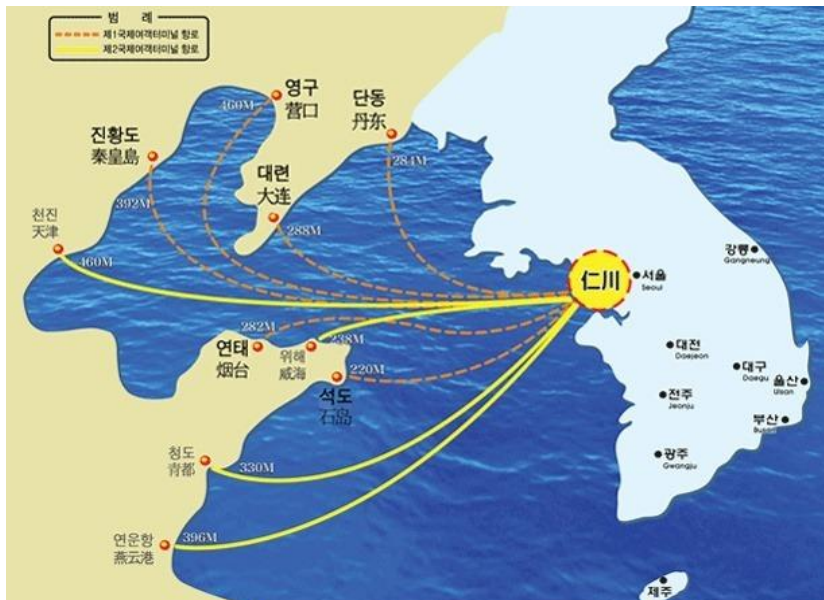 범 례
제1국제여객터미널 항로
제2국제여객터미널 항로
영구
营口
460M
단동
丹东
284M
진황도
秦皇島
392M
대련
大连
288M
천진
天津
460M
仁川
서울
Seoul
강릉
Gangneung
282M
연태
烟台
238M
위해
威海
220M
석도
石岛
대전
Daejeon
대구
Daegu
울산
Ulsan
전주
Jeonju
부산
Busan
광주
Gwangju
청도
青都
330M
연운항
燕云港
396M
제주